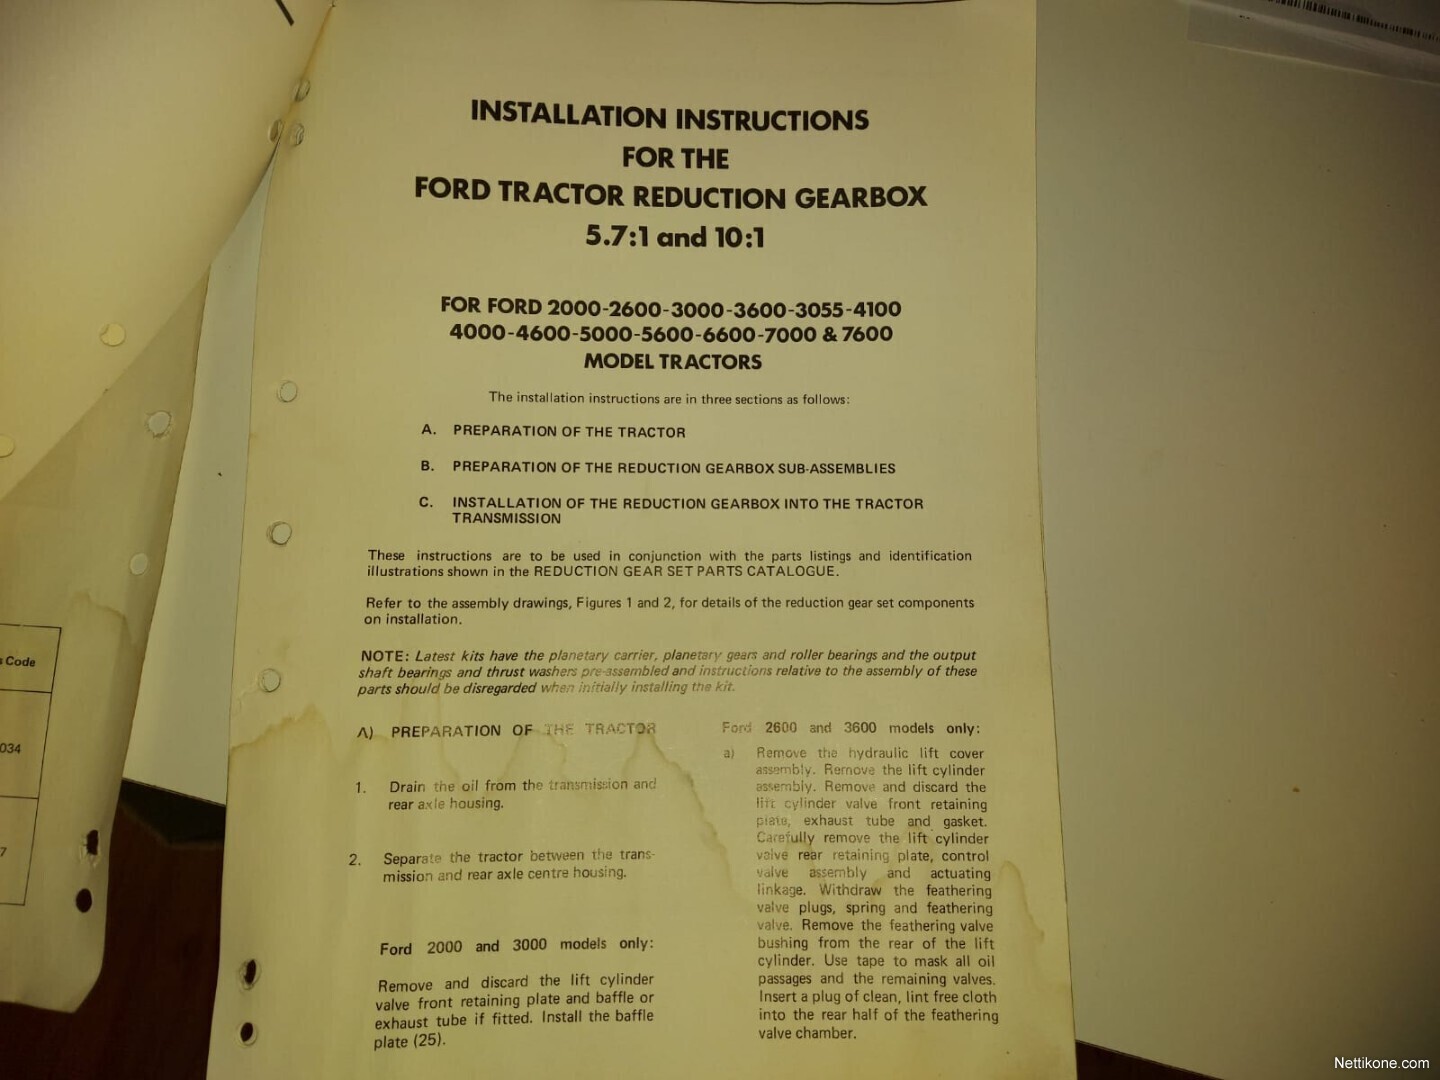 INSTALLATION INSTRUCTIONS
FOR THE
FORD TRACTOR REDUCTION GEARBOX
5.7:1 and 10:1
FOR FORD 2000-2600-3000-3600-3055-4100
4000-4600-5000-5600-6600-7000 & 7600
MODEL TRACTORS
The installation instructions are in three sections as follows:
A. PREPARATION OF THE TRACTOR
B. PREPARATION OF THE REDUCTION GEARBOX SUB-ASSEMBLIES
C. INSTALLATION OF THE REDUCTION GEARBOX INTO THE TRACTOR
TRANSMISSION
These instructions are to be used in conjunction with the parts listings and identification
illustrations shown in the REDUCTION GEAR SET PARTS CATALOGUE.
Refer to the assembly drawings, Figures 1 and 2, for details of the reduction gear set components
on installation.
NOTE: Latest kits have the planetary carrier, planetary gears and roller bearings and the output
shaft bearings and thrust washers pre-assembled and instructions relative to the assembly of these
parts should be disregarded when initially installing the kit.
A) PREPARATION OF THE TRACTOR
1. Drain the oil from the transmission and
rear axle housing.
2. Separate the tractor between the trans-
mission and rear axle centre housing.
Ford 2000 and 3000 models only:
Remove and discard the lift cylinder
valve front retaining plate and baffle or
exhaust tube if fitted. Install the baffle
plate (25).
Ford 2600 and 3600 models only:
a) Remove the hydraulic lift cover
assembly. Remove the lift cylinder
assembly. Remove and discard the
lift cylinder valve front retaining
plate, exhaust tube and gasket.
Carefully remove the lift cylinder
valve rear retaining plate, control
valve assembly and actuating
linkage. Withdraw the feathering
valve plugs, spring and feathering
valve. Remove the feathering valve
bushing from the rear of the lift
cylinder. Use tape to mask all oil
passages and the remaining valves.
Insert a plug of clean, lint free cloth
into the rear half of the feathering
valve chamber.
Code
034
7
Nettikone.com